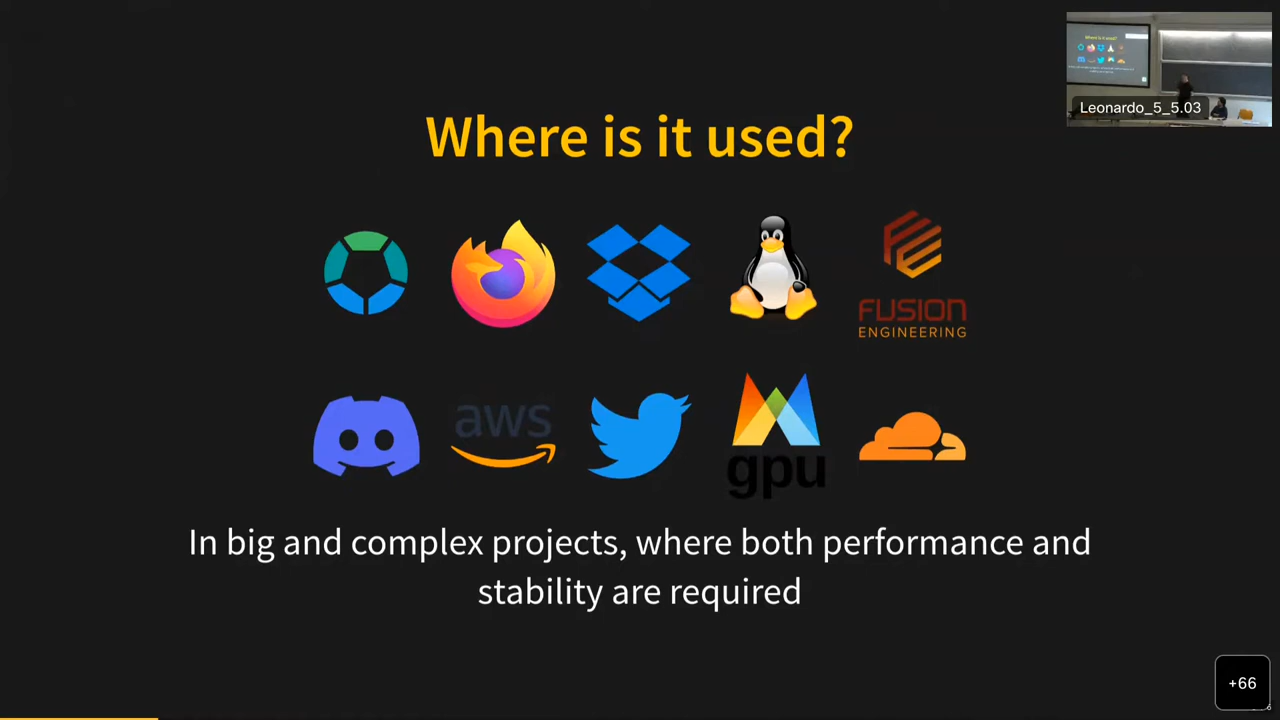 Where is it used?
Leonardo_5_5.03
FUSION
ENGINEERING
aws
gpu
In big and complex projects, where both performance and
stability are required
+66